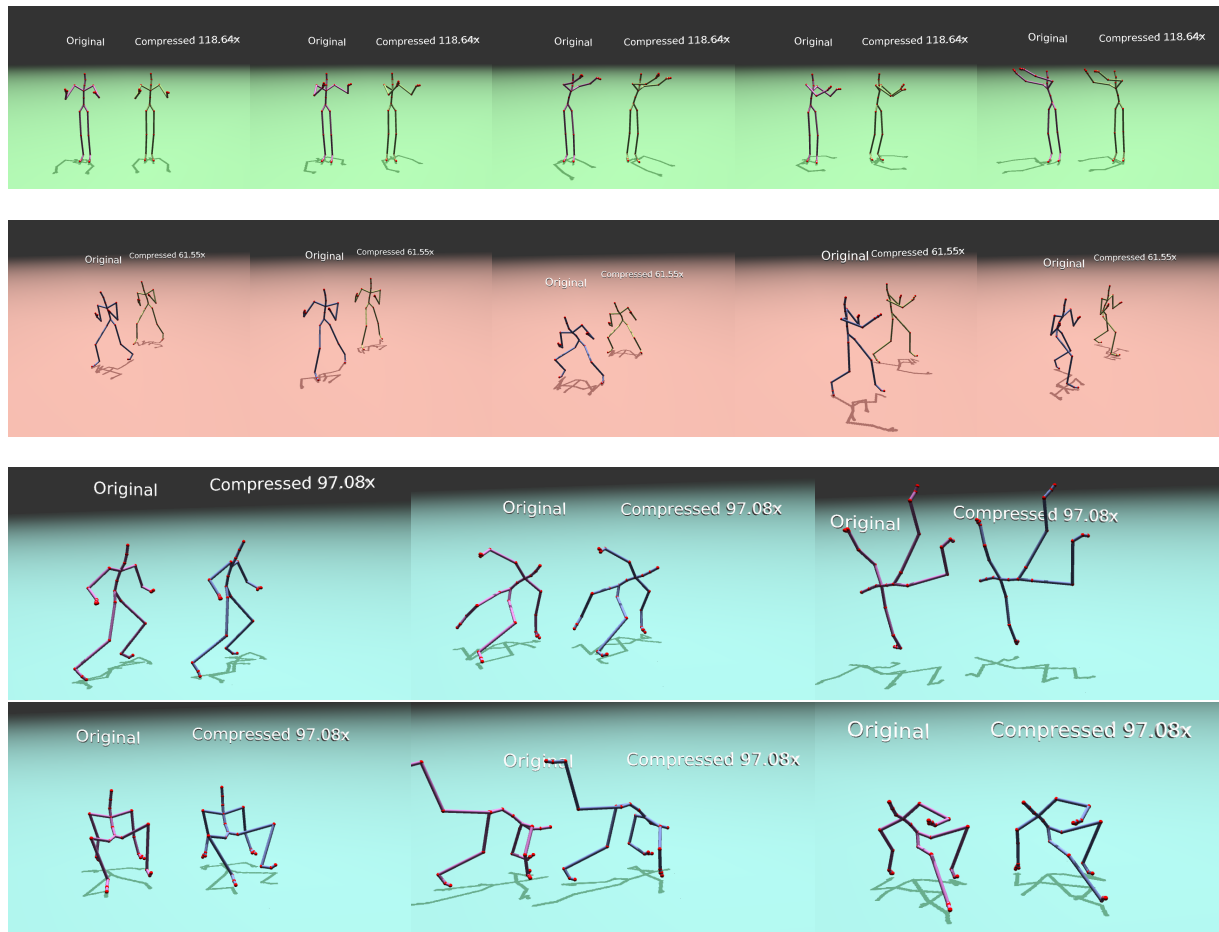 Original Compressed 118.64x Original Compressed 118.64x Original Compressed 118.64x Original Compressed 118.64x Original Compressed 118.64x
Original Compressed 61.55x Original Compressed 61.55x Original Compressed 61.55x Original Compressed 61.55x Original Compressed 61.55x
Original Compressed 97.08x Original Compressed 97.08x Original Compressed 97.08x
Original Compressed 97.08x Original Compressed 97.08x Original Compressed 97.08x